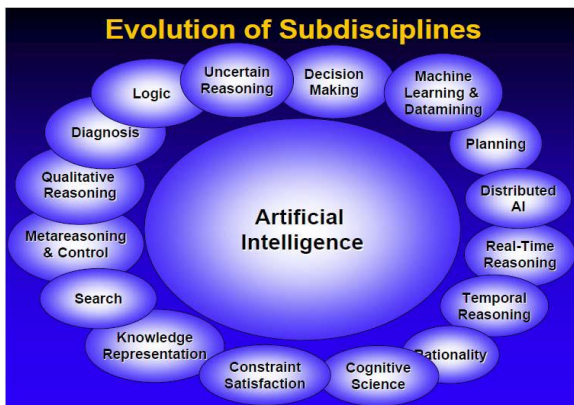 Evolution of Subdisciplines
Uncertain
Reasoning
Decision
Making
Machine
Learning &
Datamining
Logic
Planning
Diagnosis
Qualitative
Reasoning
Distributed
AI
Artificial
Intelligence
Metareasoning
& Control
Real-Time
Reasoning
Search
Temporal
Reasoning
Knowledge
Representation
Rationality
Constraint
Satisfaction
Cognitive
Science